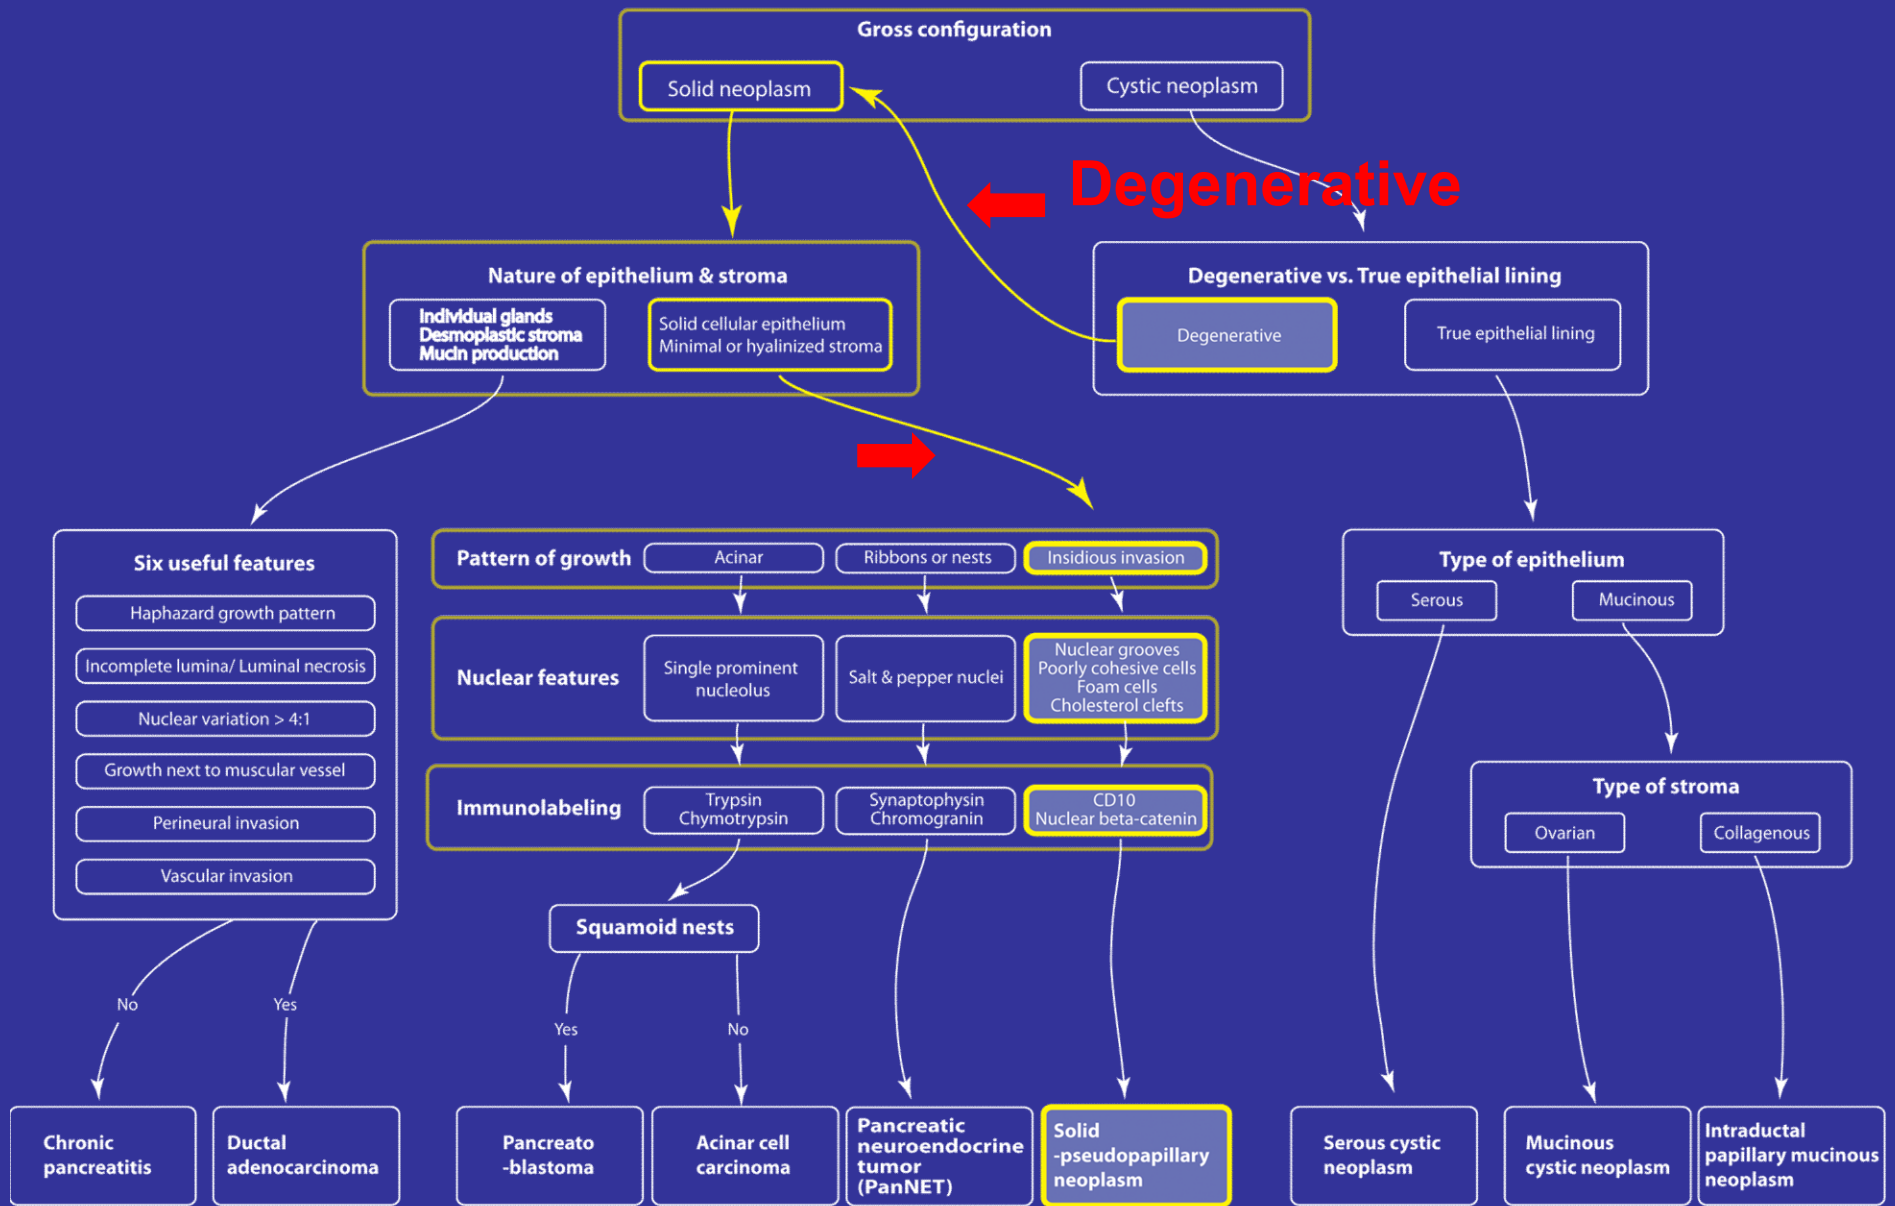 Gross configuration
Solid neoplasm
Cystic neoplasm
Degenerative
Nature of epithelium & stroma
Individual glands
Desmoplastic stroma
Mucin production
Solid cellular epithelium
Minimal or hyalinized stroma
Degenerative vs. True epithelial lining
Degenerative
True epithelial lining
Six useful features
Haphazard growth pattern
Incomplete lumina/ Luminal necrosis
Nuclear variation > 4:1
Growth next to muscular vessel
Perineural invasion
Vascular invasion
Pattern of growth
Acinar
Ribbons or nests
Insidious invasion
Nuclear features
Single prominent
nucleolus
Salt & pepper nuclei
Nuclear grooves
Poorly cohesive cells
Foam cells
Cholesterol clefts
Immunolabeling
Trypsin
Chymotrypsin
Synaptophysin
Chromogranin
CD10
Nuclear beta-catenin
Squamoid nests
Type of epithelium
Serous
Mucinous
Type of stroma
Ovarian
Collagenous
No
Yes
Yes
No
Chronic
pancreatitis
Ductal
adenocarcinoma
Pancreato
-blastoma
Acinar cell
carcinoma
Pancreatic
neuroendocrine
tumor
(PanNET)
Solid
-pseudopapillary
neoplasm
Serous cystic
neoplasm
Mucinous
cystic neoplasm
Intraductal
papillary mucinous
neoplasm